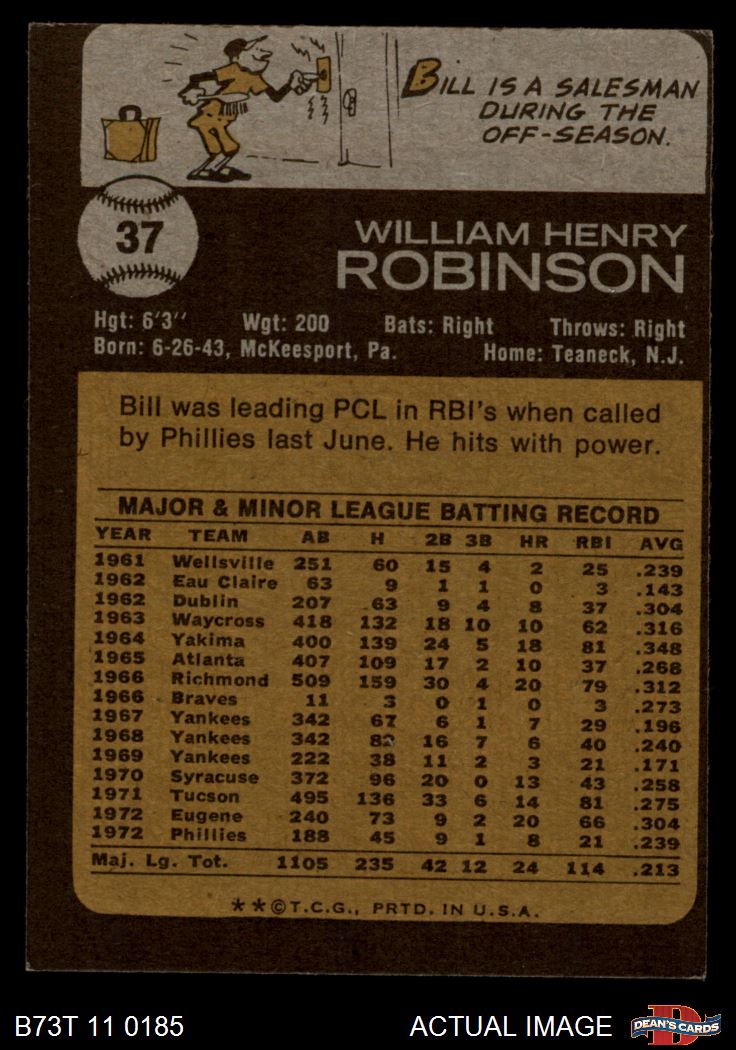 BILL IS A SALESMAN
DURING THE
OFF-SEASON.
37
WILLIAM HENRY
ROBINSON
Hgt: 6'3" Wgt: 200 Bats: Right Throws: Right
Born: 6-26-43, McKeesport, Pa. Home: Teaneck, N.J.
Bill was leading PCL in RBI's when called
by Phillies last June. He hits with power.
MAJOR & MINOR LEAGUE BATTING RECORD
YEAR TEAM AB H 2B 3B HR RBI AVG
1961 Wellsville 251 60 15 4 2 25 .239
1962 Eau Claire 63 9 1 1 0 3 .143
1962 Dublin 207 63 9 4 8 37 .304
1963 Waycross 418 132 18 10 10 62 .316
1964 Yakima 400 139 24 5 18 81 .348
1965 Atlanta 407 109 17 2 10 37 .268
1966 Richmond 509 159 30 4 20 79 .312
1966 Braves 11 3 0 1 0 3 .273
1967 Yankees 342 67 6 1 7 29 .196
1968 Yankees 342 82 16 7 6 40 .240
1969 Yankees 222 38 11 2 3 21 .171
1970 Syracuse 372 96 20 0 13 43 .258
1971 Tucson 495 136 33 6 14 81 .275
1972 Eugene 240 73 9 2 20 66 .304
1972 Phillies 188 45 9 1 8 21 .239
Maj. Lg. Tot. 1105 235 42 12 24 114 .213
**©T.C.G., PRTD. IN U.S.A.
B73T 11 0185 ACTUAL IMAGE D DEAN'S CARDS